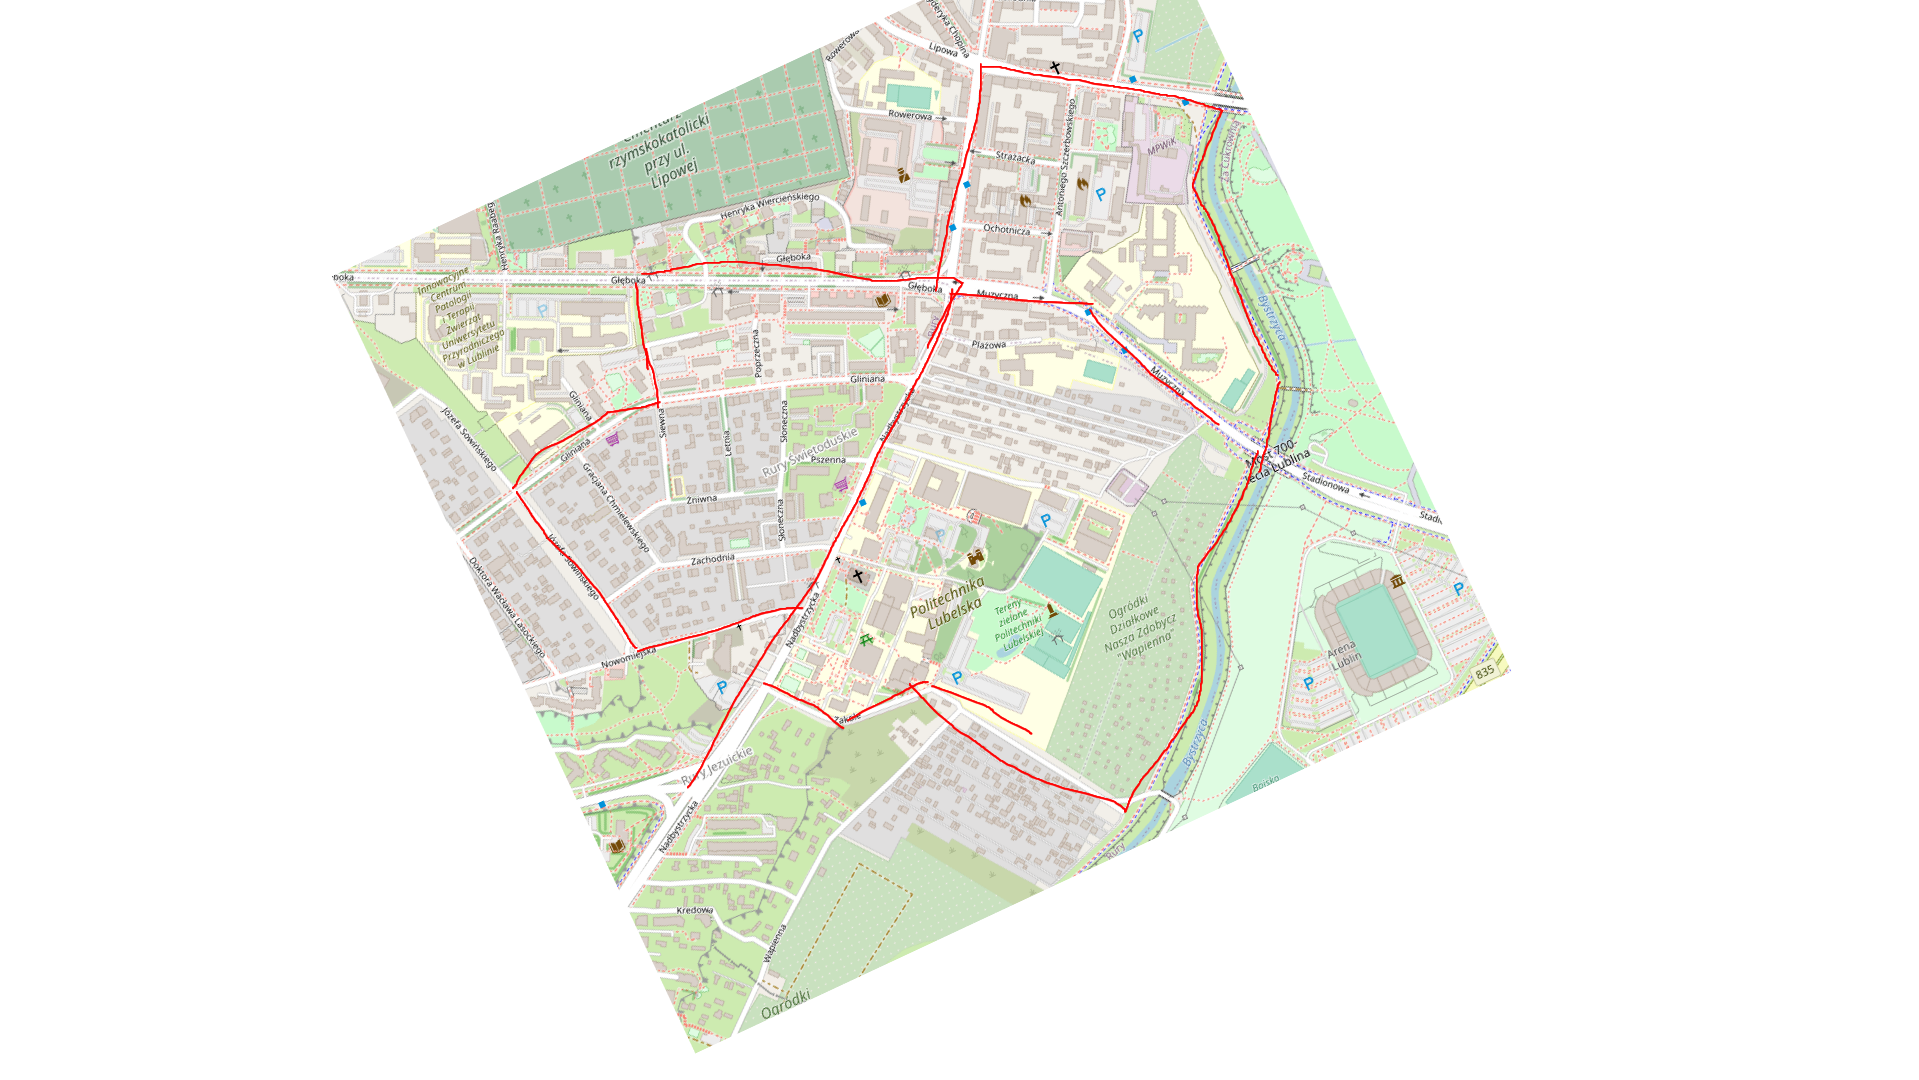 Fryderyka Chopina
Lipowa
Rowerowa
Cmentarz
rzymskokatolicki
przy ul.
Lipowej
Rowerowa
MPWiK
Za Cukrownią
Strażacka
Antoniego Szczerbowskiego
Henryka Wiercieńskiego
Henryka Raabego
Ochotnicza
Głęboka
Głęboka
Głęboka
Muzyczna
Innowacyjne
Centrum
Patologii
i Terapii
Zwierząt
Uniwersytetu
Przyrodniczego
w Lublinie
Bystrzyca
Plażowa
Poprzeczna
Gliniana
Muzyczna
Gliniana
Józefa Sowińskiego
Siewna
Letnia
Słoneczna
Nadbystrzycka
Rury Świętoduskie
Gliniana
Pszenna
Most 700-
lecia Lublina
Stadionowa
Gracjana Chmielewskiego
Żniwna
Słoneczna
Zachodnia
Józefa Sowińskiego
Doktora Wacława Lasockiego
Politechnika
Lubelska
Tereny
zielone
Politechniki
Lubelskiej
Ogródki
Działkowe
Nasza Zdobycz
"Wapienna"
Nadbystrzycka
Nowomiejska
Arena
Lublin
835
Zakole
Bystrzyca
Rury Jezuickie
Boisko
Nadbystrzycka
Rury
Kredowa
Wapienna
Ogródki